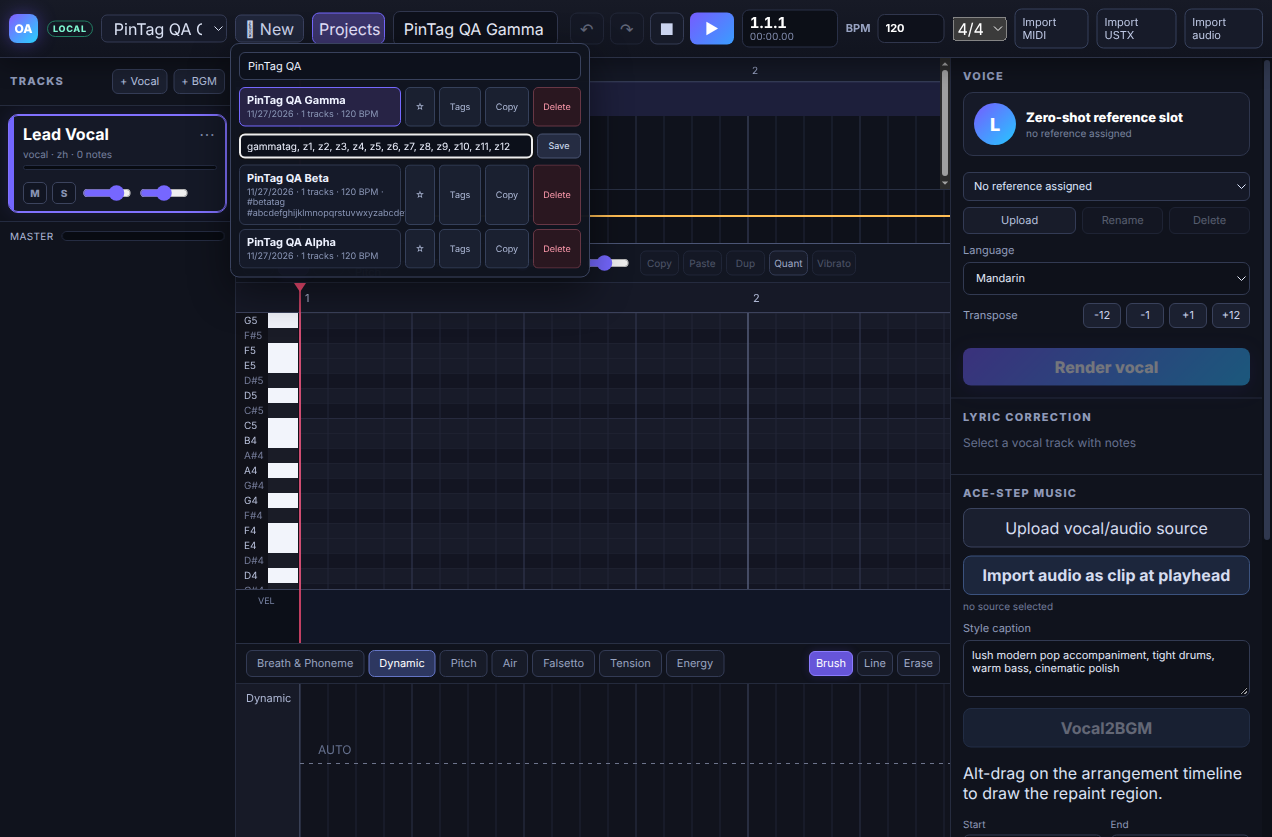 OA
LOCAL
PinTag QA
New
Projects
PinTag QA Gamma
1.1.1
00:00.00
BPM
120
4/4
Import MIDI
Import USTX
Import audio
TRACKS
+ Vocal
+ BGM
Lead Vocal
...
vocal · zh · 0 notes
M
S
MASTER
PinTag QA
PinTag QA Gamma
11/27/2026 · 1 tracks · 120 BPM
☆
Tags
Copy
Delete
gammatag, z1, z2, z3, z4, z5, z6, z7, z8, z9, z10, z11, z12
Save
PinTag QA Beta
11/27/2026 · 1 tracks · 120 BPM ·
#betatag
#abcdefghijklmnopqrstuvwxyzabcde
☆
Tags
Copy
Delete
PinTag QA Alpha
11/27/2026 · 1 tracks · 120 BPM
☆
Tags
Copy
Delete
2
Copy
Paste
Dup
Quant
Vibrato
1
2
G5
F#5
F5
E5
D#5
D5
C#5
C5
B4
A#4
A4
G#4
G4
F#4
F4
E4
D#4
D4
VEL
Breath & Phoneme
Dynamic
Pitch
Air
Falsetto
Tension
Energy
Brush
Line
Erase
Dynamic
AUTO
VOICE
L
Zero-shot reference slot
no reference assigned
No reference assigned
Upload
Rename
Delete
Language
Mandarin
Transpose
-12
-1
+1
+12
Render vocal
LYRIC CORRECTION
Select a vocal track with notes
ACE-STEP MUSIC
Upload vocal/audio source
Import audio as clip at playhead
no source selected
Style caption
lush modern pop accompaniment, tight drums,
warm bass, cinematic polish
Vocal2BGM
Alt-drag on the arrangement timeline
to draw the repaint region.
Start
End